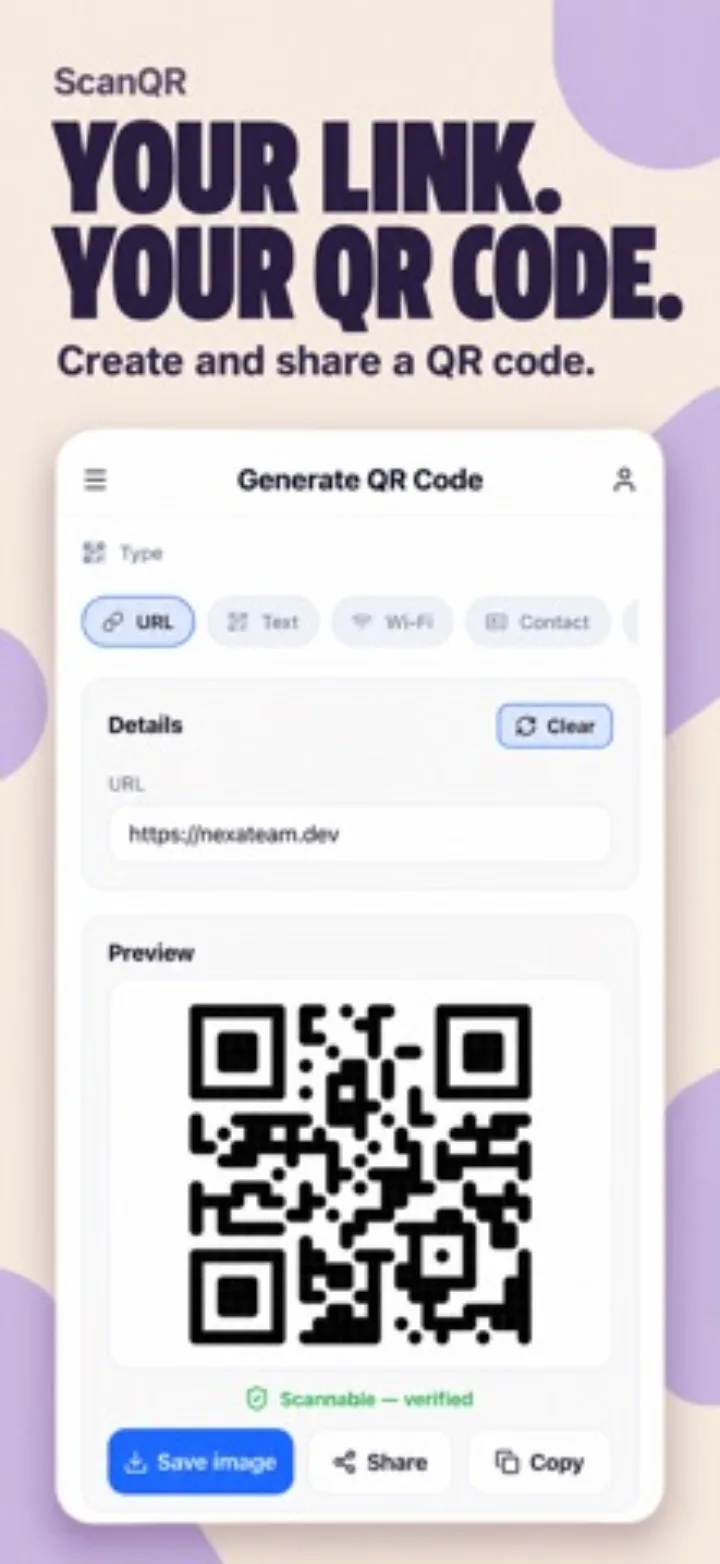 ScanQR
YOUR LINK.
YOUR QR CODE.
Create and share a QR code.
Generate QR Code
Type
URL Text Wi-Fi Contact
Details Clear
URL
https://nexateam.dev
Preview
Scannable — verified
Save image Share Copy